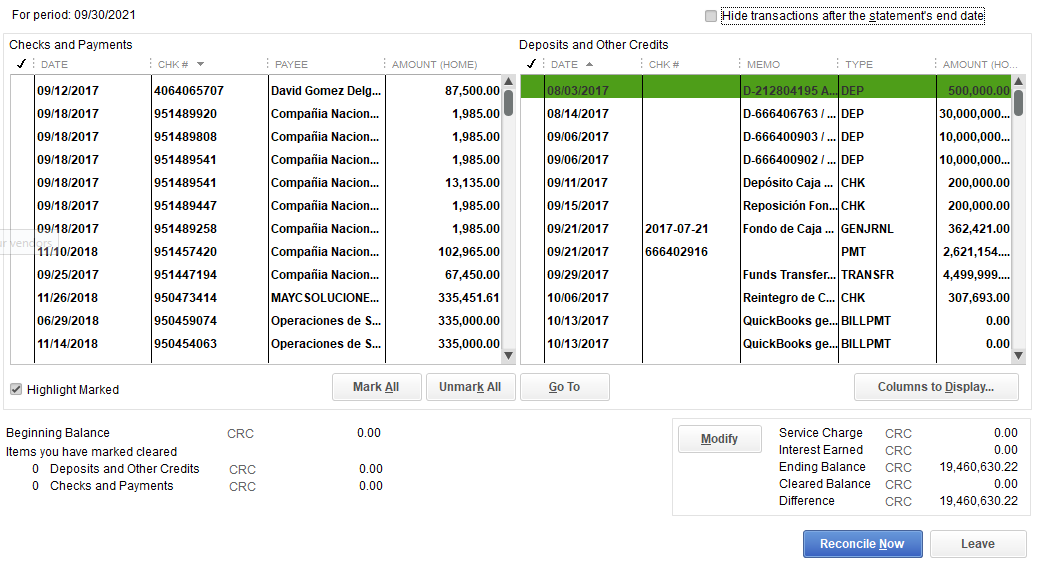 For period: 09/30/2021
Hide transactions after the statement's end date
Checks and Payments
✓ DATE CHK # PAYEE AMOUNT (HOME)
09/12/2017 4064065707 David Gomez Delg... 87,500.00
09/18/2017 951489920 Compañia Nacion... 1,985.00
09/18/2017 951489808 Compañia Nacion... 1,985.00
09/18/2017 951489541 Compañia Nacion... 1,985.00
09/18/2017 951489541 Compañia Nacion... 13,135.00
09/18/2017 951489447 Compañia Nacion... 1,985.00
09/18/2017 951489258 Compañia Nacion... 1,985.00
ur vendors
11/10/2018 951457420 Compañia Nacion... 102,965.00
09/25/2017 951447194 Compañia Nacion... 67,450.00
11/26/2018 950473414 MAYCSOLUCIONE... 335,451.61
06/29/2018 950459074 Operaciones de S... 335,000.00
11/14/2018 950454063 Operaciones de S... 335,000.00
Deposits and Other Credits
✓ DATE CHK # MEMO TYPE AMOUNT (HO...
08/03/2017 D-212804195 A... DEP 500,000.00
08/14/2017 D-666406763 / ... DEP 30,000,000....
09/06/2017 D-666400903 / ... DEP 10,000,000...
09/06/2017 D-666400902 / ... DEP 10,000,000...
09/11/2017 Depósito Caja ... CHK 200,000.00
09/15/2017 Reposición Fon... CHK 200,000.00
09/21/2017 2017-07-21 Fondo de Caja ... GENJRNL 362,421.00
09/21/2017 666402916 PMT 2,621,154....
09/29/2017 Funds Transfer... TRANSFR 4,499,999....
10/06/2017 Reintegro de C... CHK 307,693.00
10/13/2017 QuickBooks ge... BILLPMT 0.00
10/13/2017 QuickBooks ge... BILLPMT 0.00
Highlight Marked
Mark All
Unmark All
Go To
Columns to Display...
Beginning Balance CRC 0.00
Items you have marked cleared
0 Deposits and Other Credits CRC 0.00
0 Checks and Payments CRC 0.00
Modify
Service Charge CRC 0.00
Interest Earned CRC 0.00
Ending Balance CRC 19,460,630.22
Cleared Balance CRC 0.00
Difference CRC 19,460,630.22
Reconcile Now
Leave